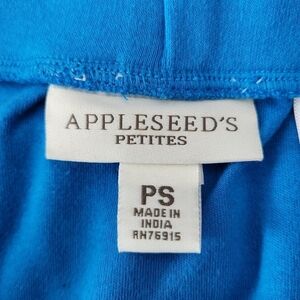 APPLESEED'S
PETITES
PS
MADE IN
INDIA
RN76915